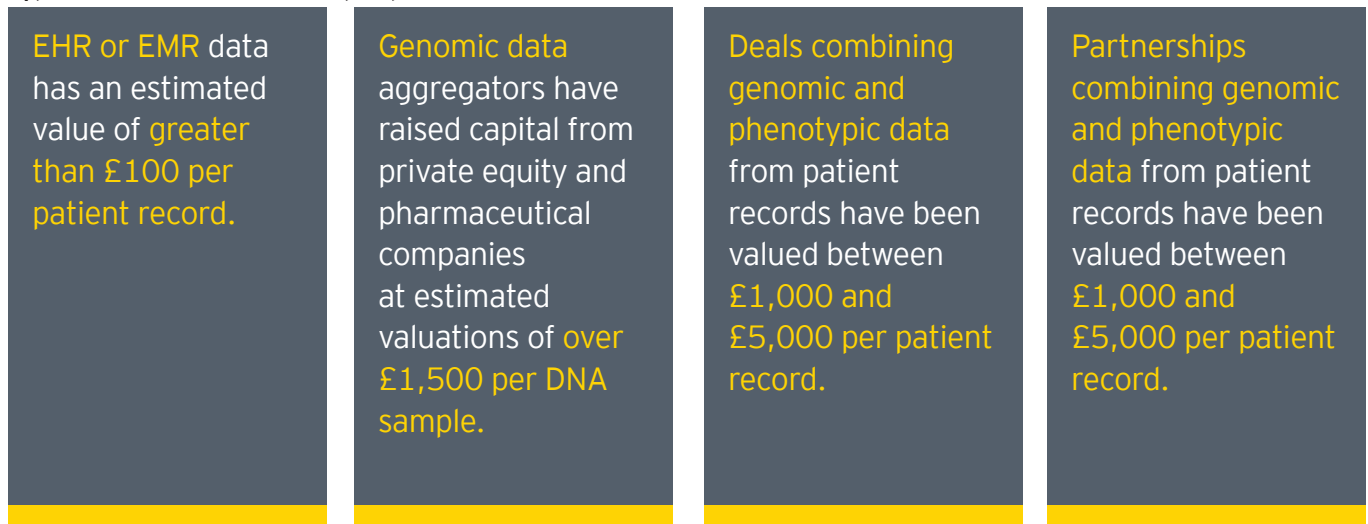 EHR or EMR data
has an estimated
value of greater
than £100 per
patient record.
Genomic data
aggregators have
raised capital from
private equity and
pharmaceutical
companies
at estimated
valuations of over
£1,500 per DNA
sample.
Deals combining
genomic and
phenotypic data
from patient
records have been
valued between
£1,000 and
£5,000 per patient
record.
Partnerships
combining genomic
and phenotypic
data from patient
records have been
valued between
£1,000 and
£5,000 per patient
record.